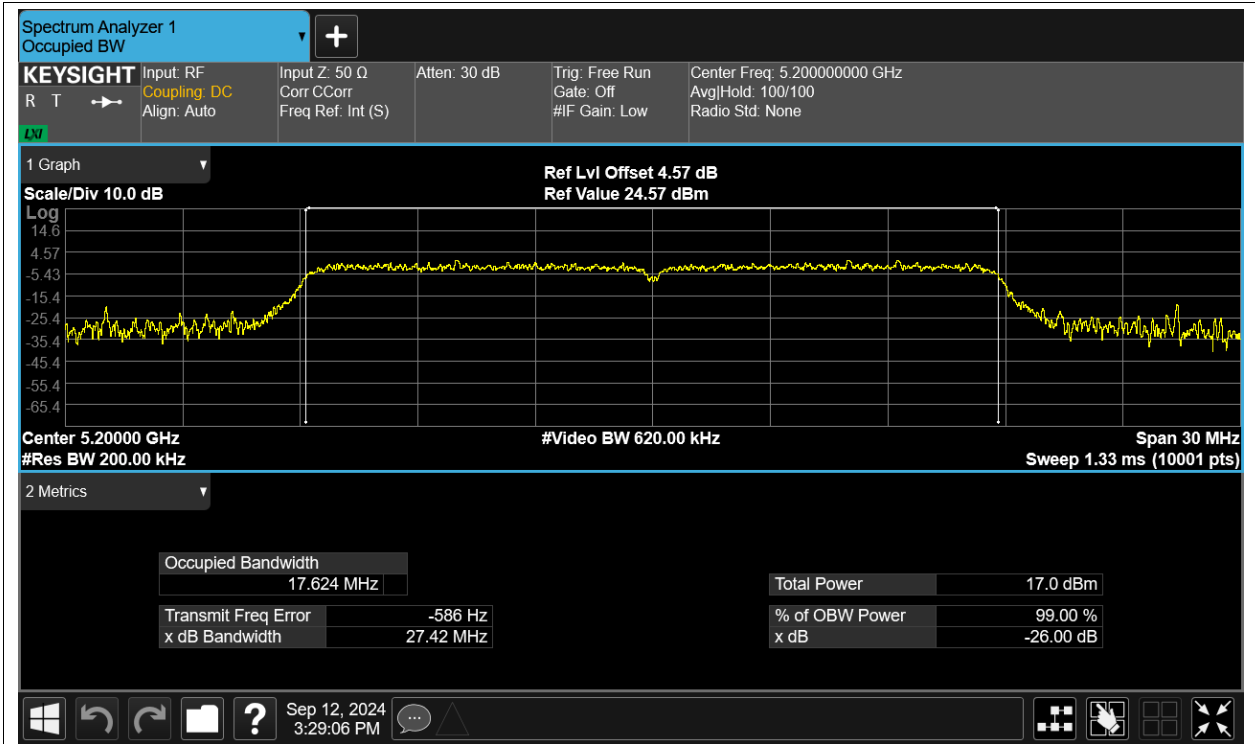 Spectrum Analyzer 1
Occupied BW
KEYSIGHT
R T
LXI
Input: RF
Coupling: DC
Align: Auto
Input Z: 50 Ω
Corr CCorr
Freq Ref: Int (S)
Atten: 30 dB
Trig: Free Run
Gate: Off
#IF Gain: Low
Center Freq: 5.200000000 GHz
Avg|Hold: 100/100
Radio Std: None
1 Graph
Scale/Div 10.0 dB
Ref Lvl Offset 4.57 dB
Ref Value 24.57 dBm
Log
14.6
4.57
-5.43
-15.4
-25.4
-35.4
-45.4
-55.4
-65.4
Center 5.20000 GHz
#Res BW 200.00 kHz
#Video BW 620.00 kHz
Span 30 MHz
Sweep 1.33 ms (10001 pts)
2 Metrics
Occupied Bandwidth
17.624 MHz
Transmit Freq Error -586 Hz
x dB Bandwidth 27.42 MHz
Total Power 17.0 dBm
% of OBW Power 99.00 %
x dB -26.00 dB
?
Sep 12, 2024
3:29:06 PM